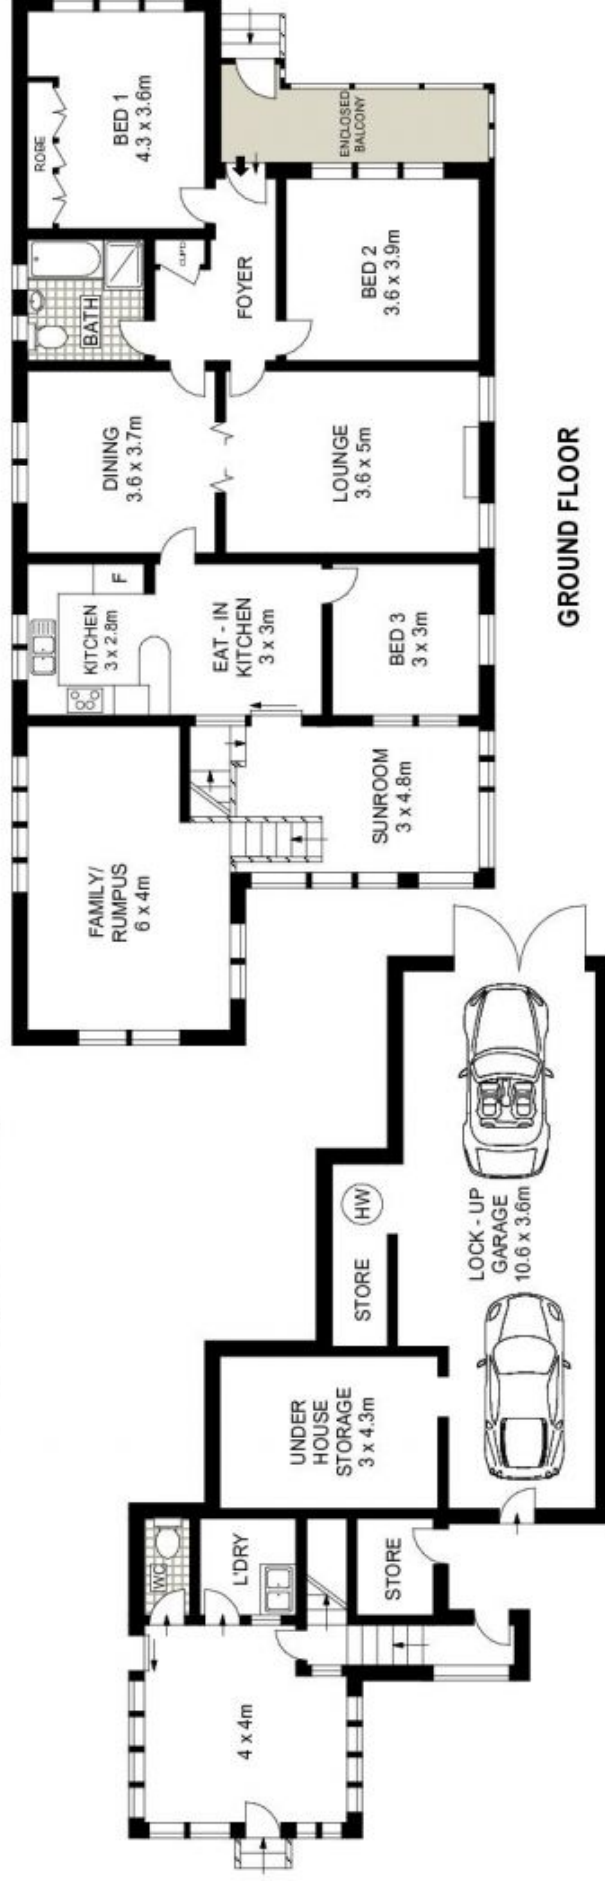 BED 1
4.3 x 3.6m
ROBE
ENCLOSED
BALCONY
BATH
FOYER
BED 2
3.6 x 3.9m
DINING
3.6 x 3.7m
LOUNGE
3.6 x 5m
KITCHEN
3 x 2.8m
F
EAT - IN
KITCHEN
3 x 3m
BED 3
3 x 3m
FAMILY/
RUMPUS
6 x 4m
SUNROOM
3 x 4.8m
GROUND FLOOR
HW
STORE
LOCK - UP
GARAGE
10.6 x 3.6m
UNDER
HOUSE
STORAGE
3 x 4.3m
WC
L'DRY
STORE
4 x 4m